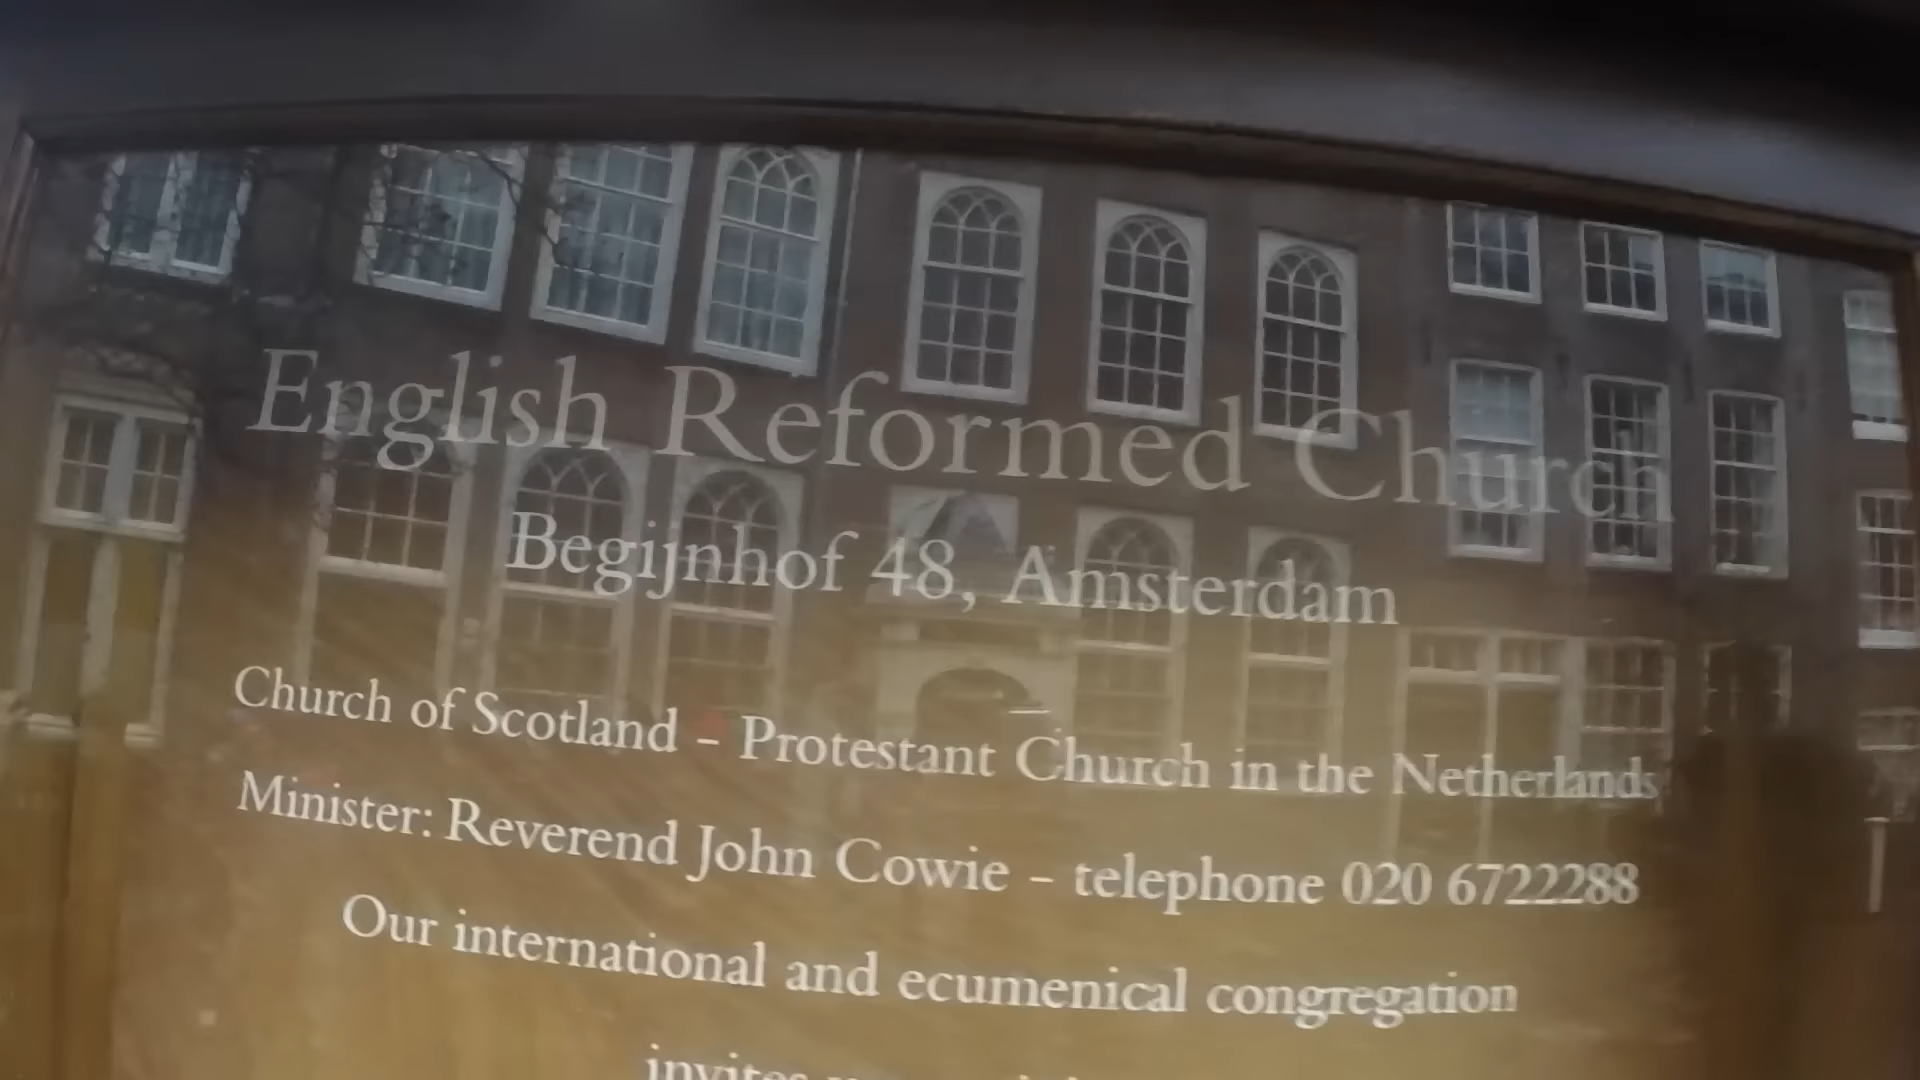 English Reformed Church
Begijnhof 48, Amsterdam
Church of Scotland - Protestant Church in the Netherlands
Minister: Reverend John Cowie - telephone 020 6722288
Our international and ecumenical congregation
invites